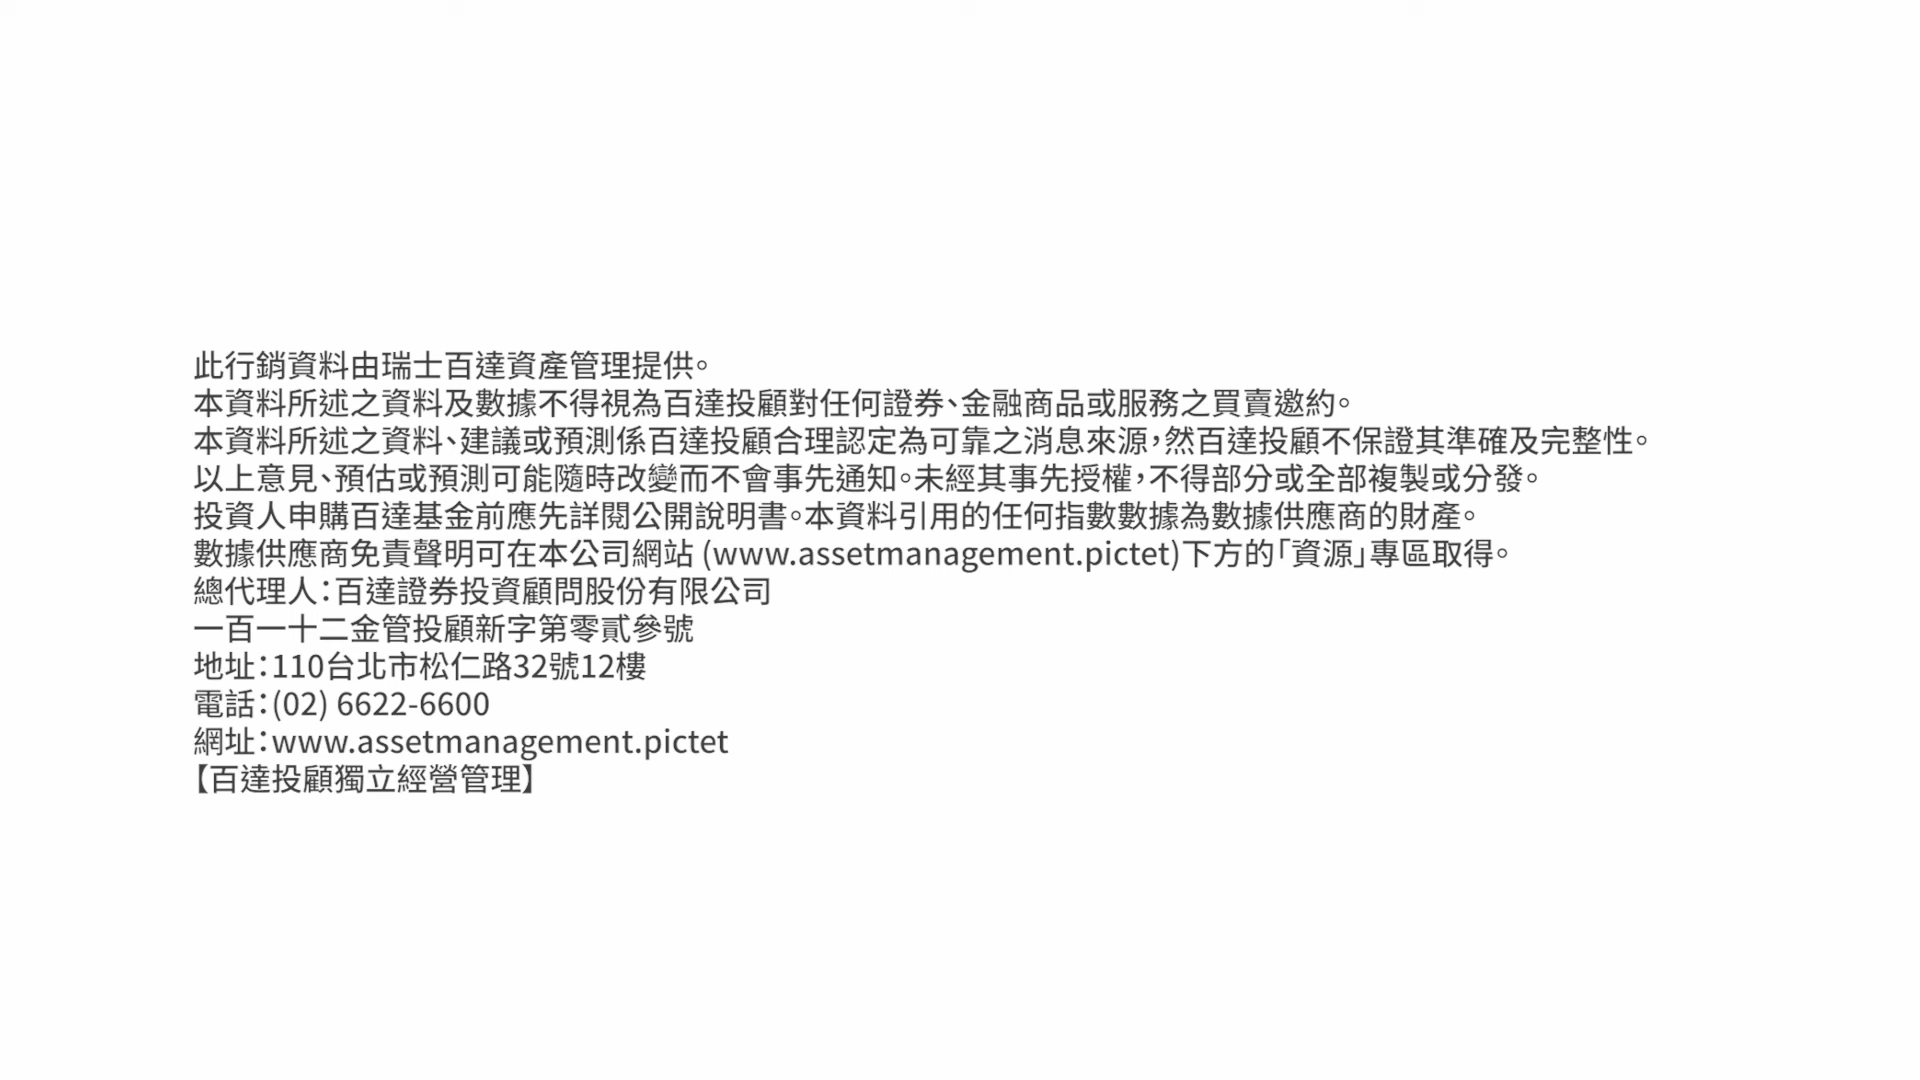 此行銷資料由瑞士百達資產管理提供。
本資料所述之資料及數據不得視為百達投顧對任何證券、金融商品或服務之買賣邀約。
本資料所述之資料、建議或預測係百達投顧合理認定為可靠之消息來源，然百達投顧不保證其準確及完整性。
以上意見、預估或預測可能隨時改變而不會事先通知。未經其事先授權，不得部分或全部複製或分發。
投資人申購百達基金前應先詳閱公開說明書。本資料引用的任何指數數據為數據供應商的財產。
數據供應商免責聲明可在本公司網站 (www.assetmanagement.pictet)下方的「資源」專區取得。
總代理人：百達證券投資顧問股份有限公司
一百一十二金管投顧新字第零貳參號
地址：110台北市松仁路32號12樓
電話：(02) 6622-6600
網址：www.assetmanagement.pictet
【百達投顧獨立經營管理】